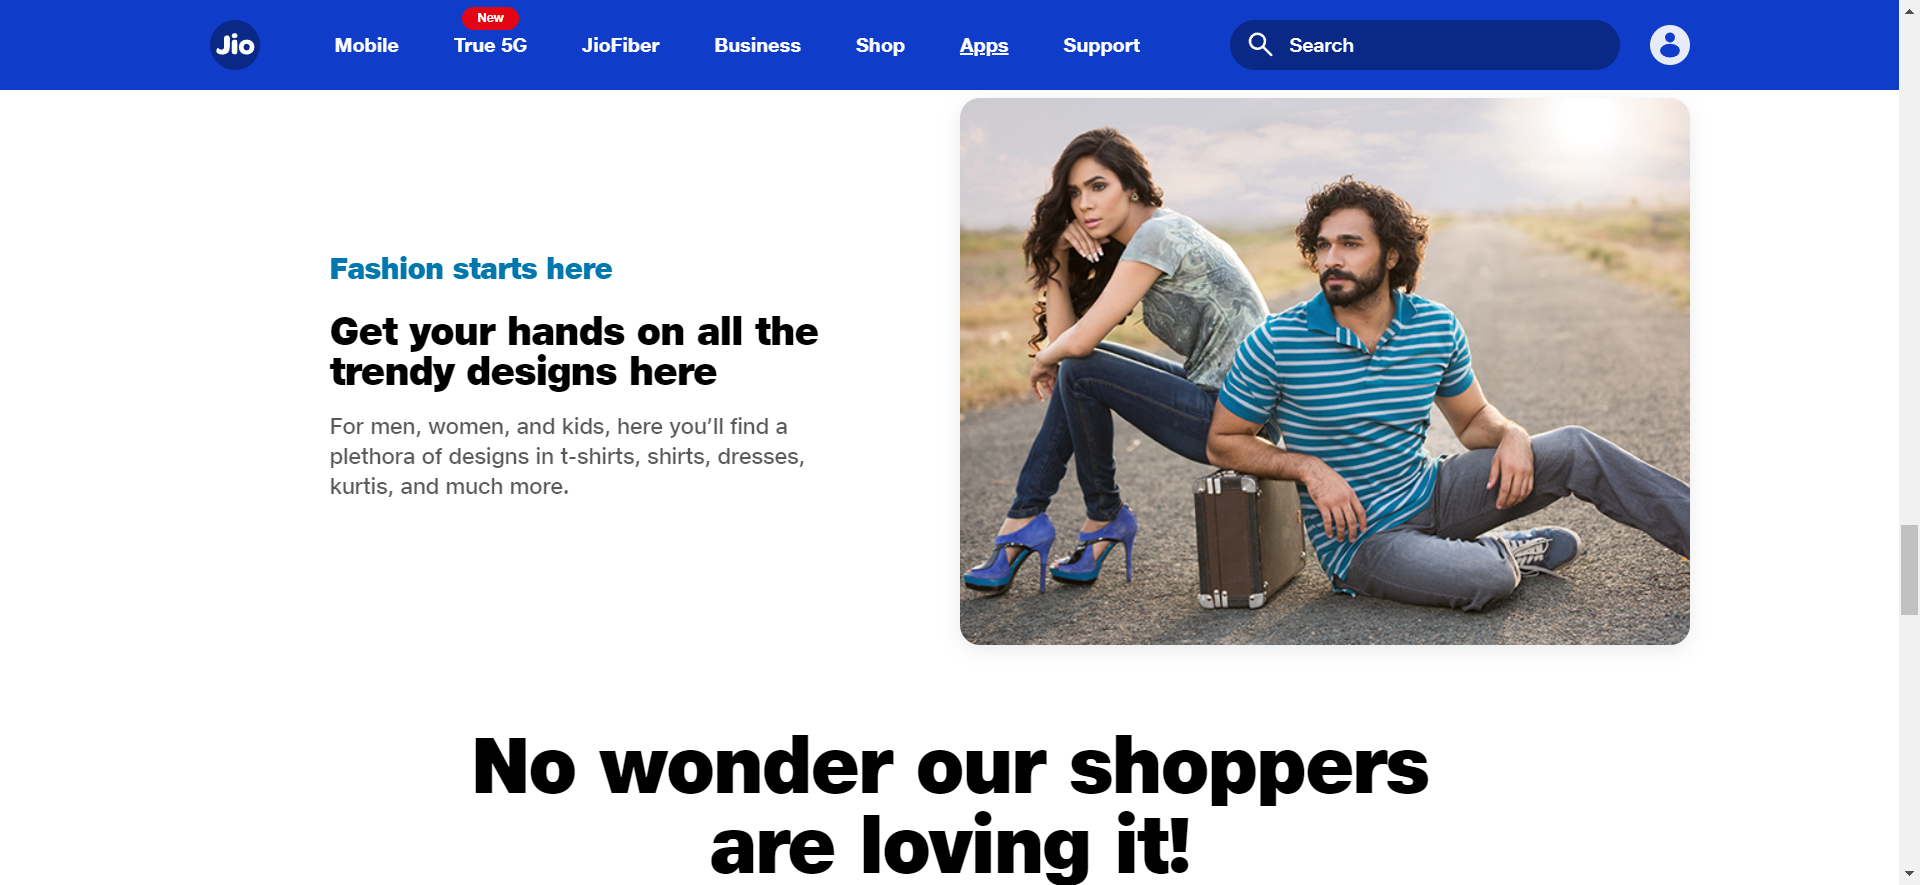 Jio
Mobile
New
True 5G
JioFiber
Business
Shop
Apps
Support
Search
Fashion starts here
Get your hands on all the
trendy designs here
For men, women, and kids, here you’ll find a
plethora of designs in t-shirts, shirts, dresses,
kurtis, and much more.
No wonder our shoppers
are loving it!